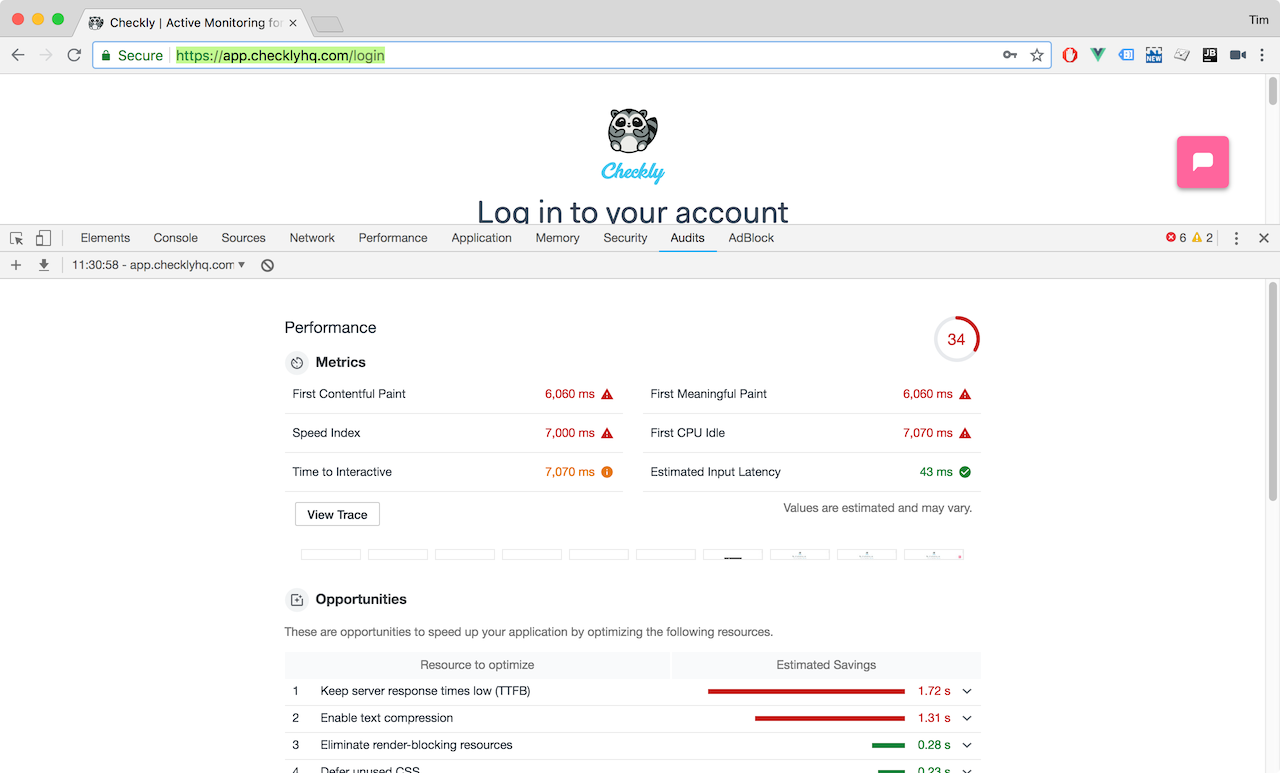 Checkly | Active Monitoring for
Tim
Secure https://app.checklyhq.com/login
NEW
JB
Checkly
Log in to your account
Elements Console Sources Network Performance Application Memory Security Audits AdBlock 6 2
11:30:58 - app.checklyhq.com
Performance
34
Metrics
First Contentful Paint 6,060 ms First Meaningful Paint 6,060 ms
Speed Index 7,000 ms First CPU Idle 7,070 ms
Time to Interactive 7,070 ms Estimated Input Latency 43 ms
View Trace Values are estimated and may vary.
Opportunities
These are opportunities to speed up your application by optimizing the following resources.
Resource to optimize Estimated Savings
1 Keep server response times low (TTFB) 1.72 s
2 Enable text compression 1.31 s
3 Eliminate render-blocking resources 0.28 s
4 Defer unused CSS 0.23 s